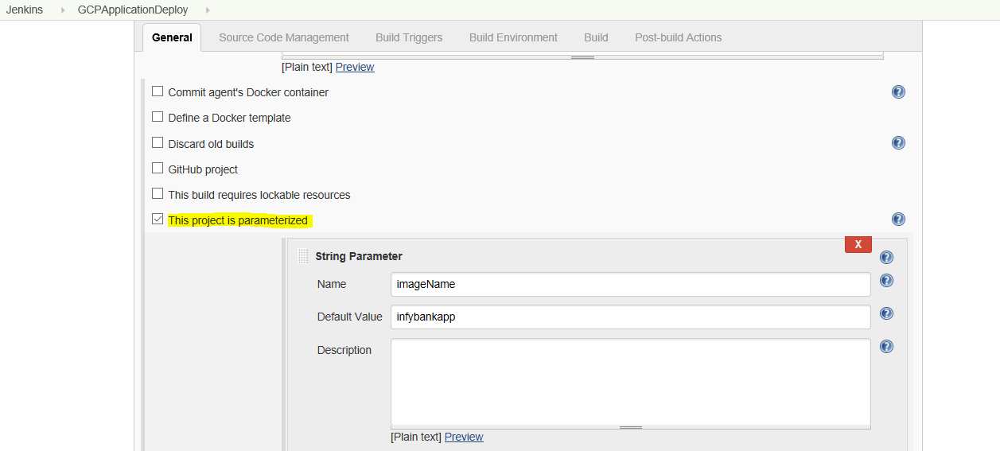 Jenkins GCPApplicationDeploy
General Source Code Management Build Triggers Build Environment Build Post-build Actions
[Plain text] Preview
Commit agent's Docker container
Define a Docker template
Discard old builds
GitHub project
This build requires lockable resources
This project is parameterized
X
String Parameter
Name imageName
Default Value infybankapp
Description
[Plain text] Preview